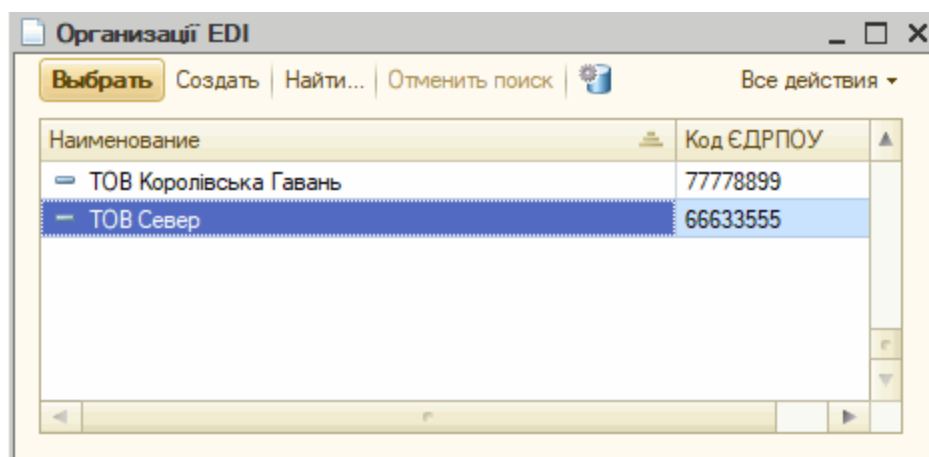 Организації EDI
Выбрать Создать Найти... Отменить поиск Все действия
Наименование Код ЄДРПОУ
ТОВ Королівська Гавань 77778899
ТОВ Север 66633555